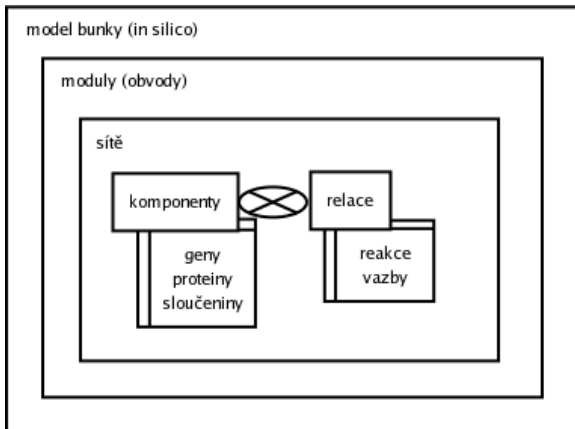 model bunky (in silico)
moduly (obvody)
sítě
komponenty
relace
geny
proteiny
sloučeniny
reakce
vazby